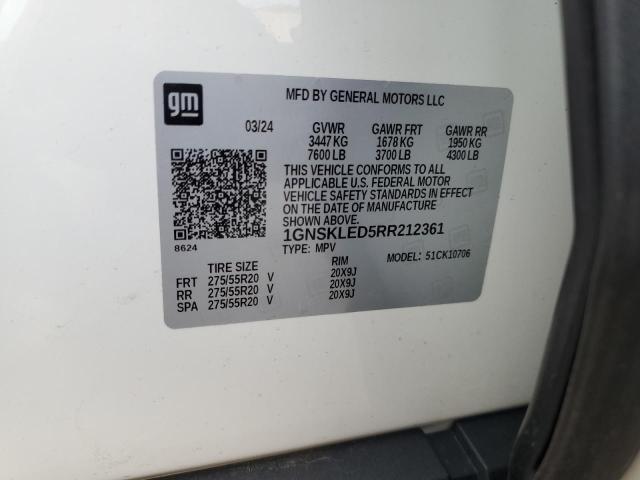 gm
MFD BY GENERAL MOTORS LLC
03/24 GVWR GAWR FRT GAWR RR
3447 KG 1678 KG 1950 KG
7600 LB 3700 LB 4300 LB
THIS VEHICLE CONFORMS TO ALL
APPLICABLE U.S. FEDERAL MOTOR
VEHICLE SAFETY STANDARDS IN
EFFECT ON THE DATE OF MANUFACTURE
SHOWN ABOVE.
8624
1GNSKLED5RR212361
TYPE: MPV MODEL: 51CK10706
TIRE SIZE RIM
FRT 275/55R20 V 20X9J
RR 275/55R20 V 20X9J
SPA 275/55R20 V 20X9J